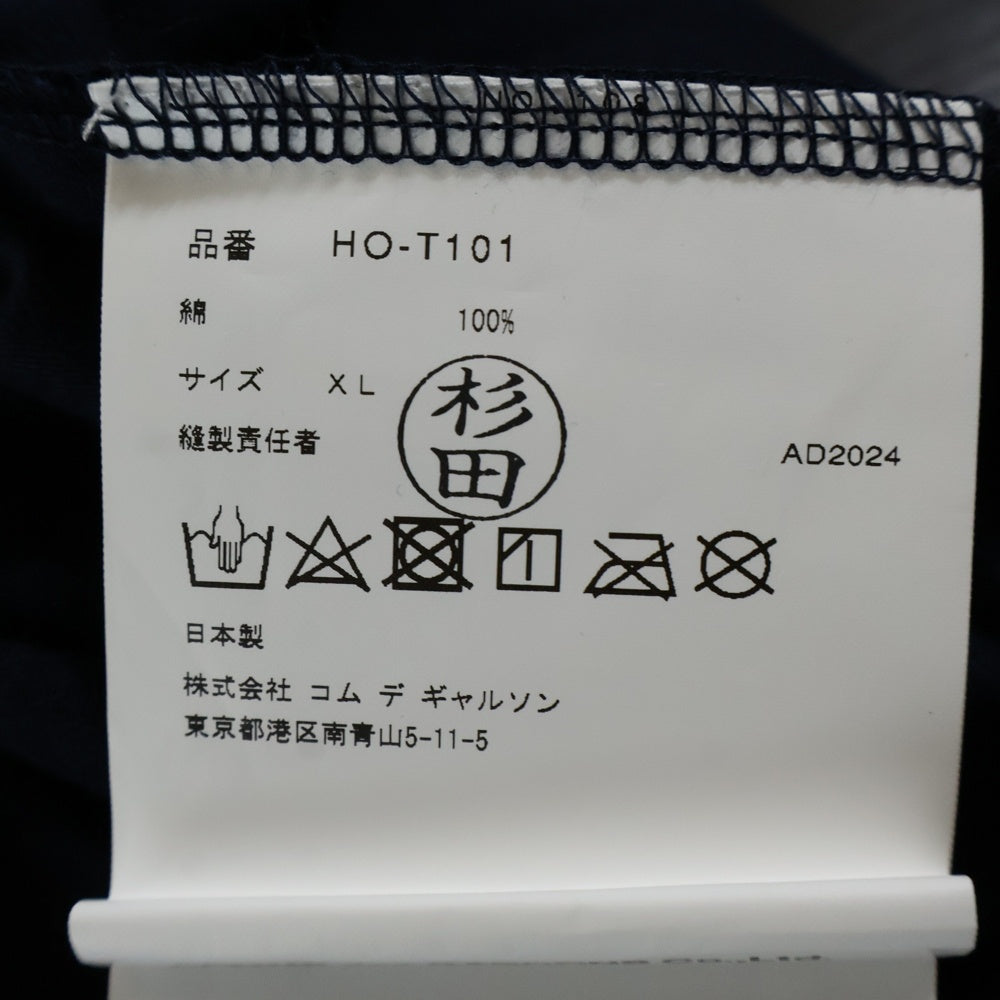 品番 HO-T101
綿 100%
サイズ XL
杉田
縫製責任者 AD2024
日本製
株式会社 コム デ ギャルソン
東京都港区南青山5-11-5